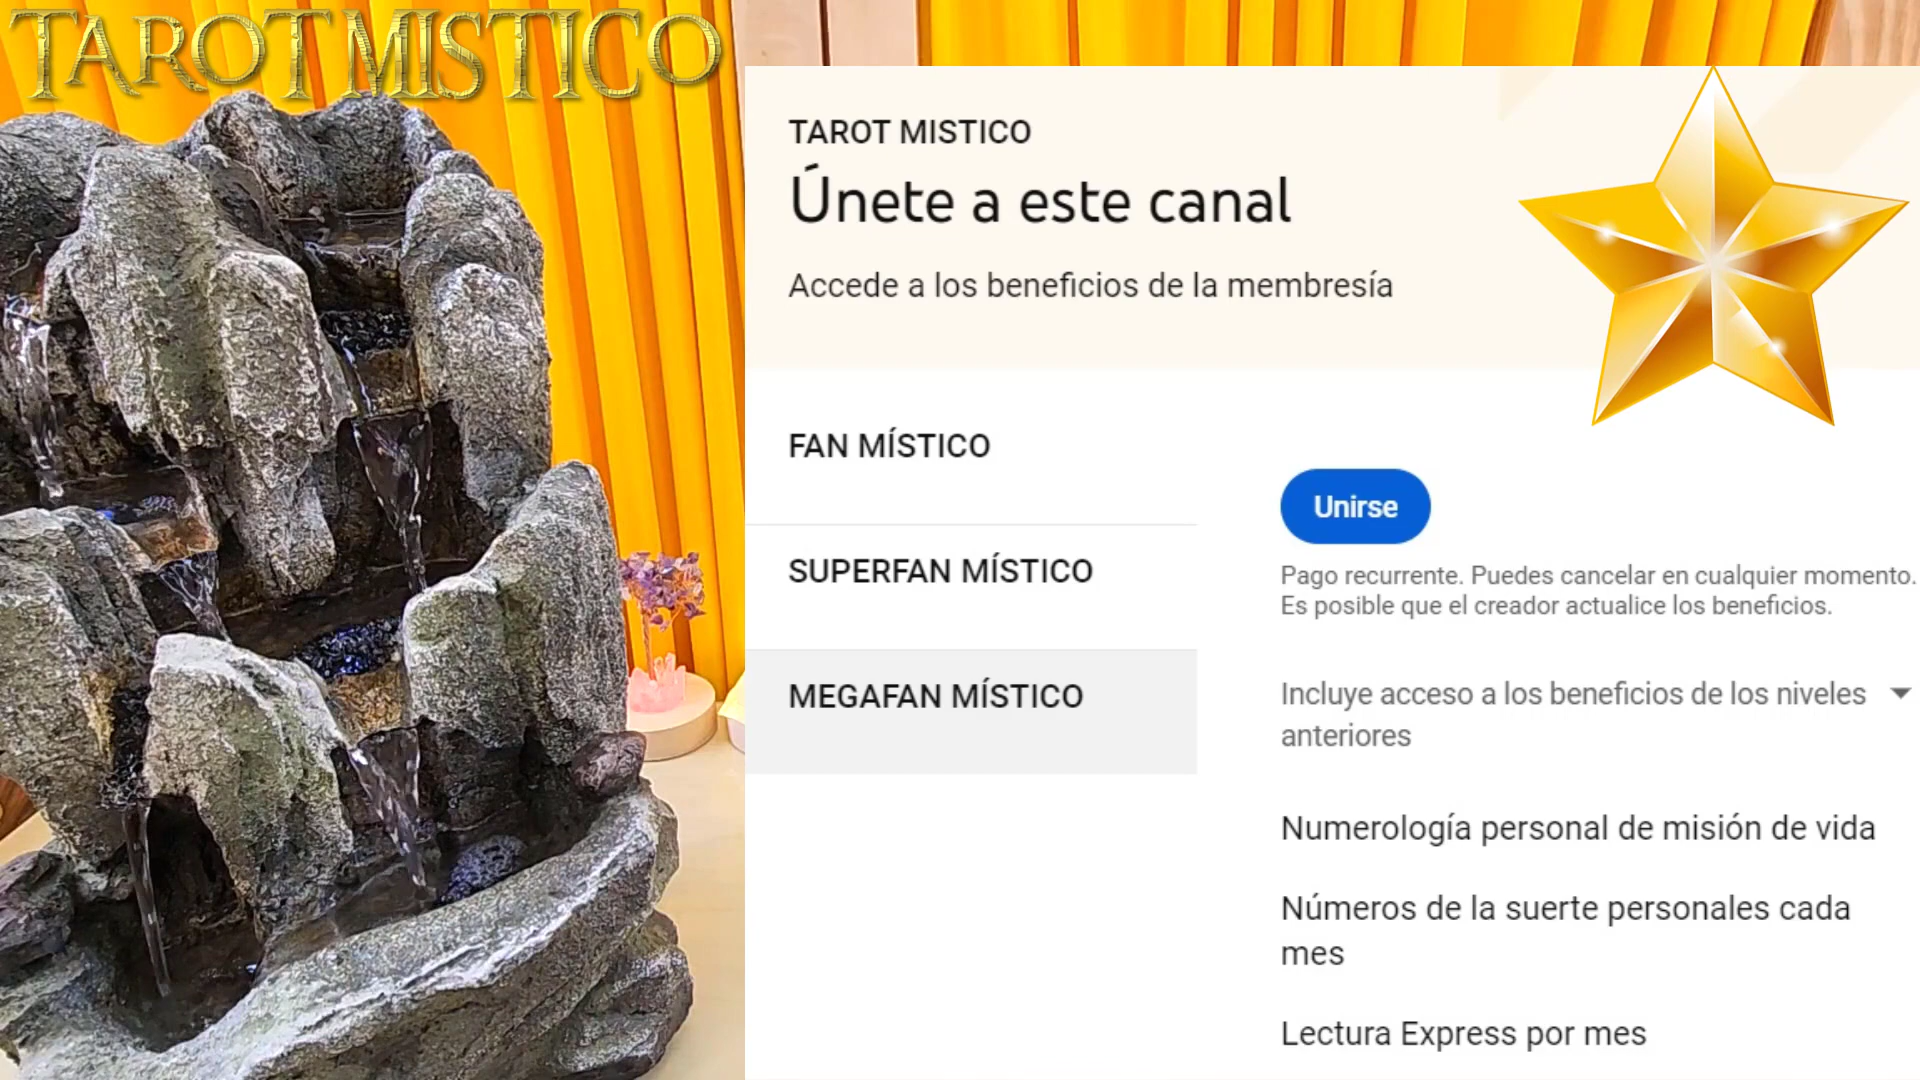 TAROT MISTICO
TAROT MISTICO
Únete a este canal
Accede a los beneficios de la membresía
FAN MÍSTICO
SUPERFAN MÍSTICO
MEGAFAN MÍSTICO
Unirse
Pago recurrente. Puedes cancelar en cualquier momento.
Es posible que el creador actualice los beneficios.
Incluye acceso a los beneficios de los niveles
anteriores
Numerología personal de misión de vida
Números de la suerte personales cada
mes
Lectura Express por mes